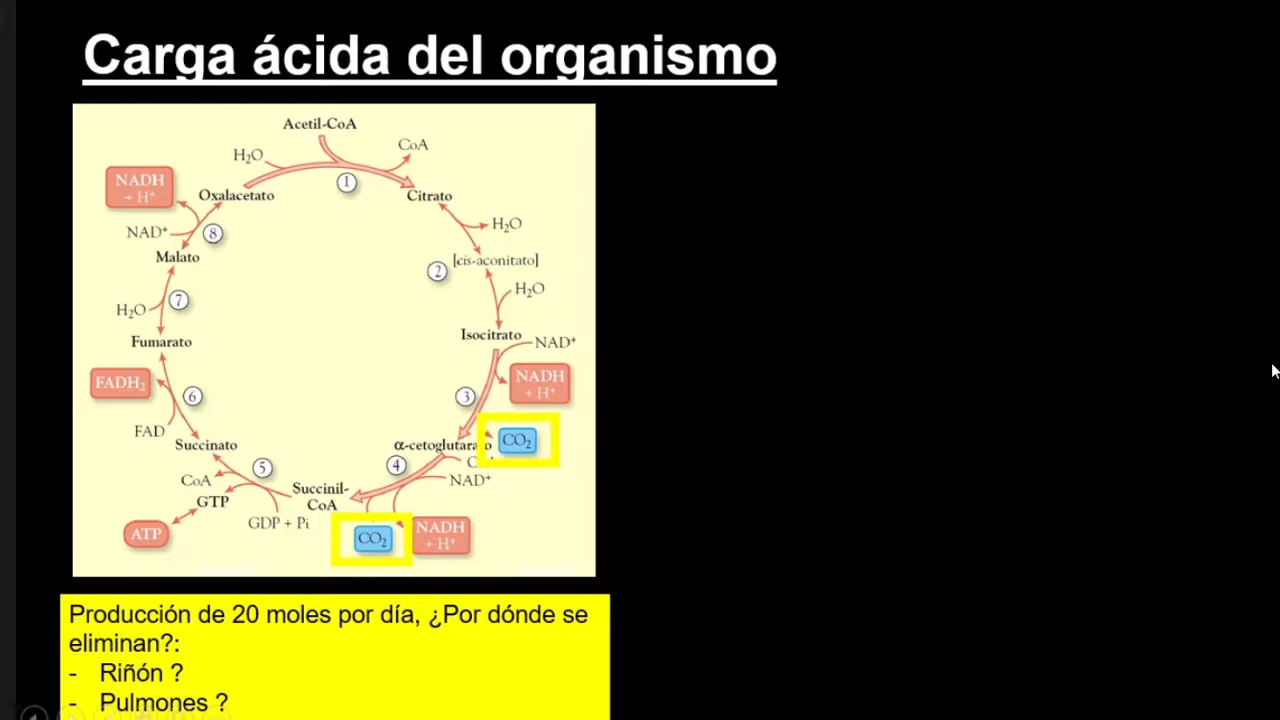 Carga ácida del organismo
Acetil-CoA
CoA
H₂O
①
Oxalacetato
Citrato
NADH
+ H⁺
NAD⁺
⑧
H₂O
Malato
②
[cis-aconitato]
H₂O
⑦
H₂O
Fumarato
Isocitrato
NAD⁺
NADH
+ H⁺
FADH₂
⑥
③
FAD
Succinato
α-cetoglutarato
CO₂
⑤
④
CoA
NAD⁺
GTP
Succinil-
CoA
GDP + Pi
ATP
CO₂
NADH
+ H⁺
Producción de 20 moles por día, ¿Por dónde se
eliminan?:
- Riñón ?
- Pulmones ?